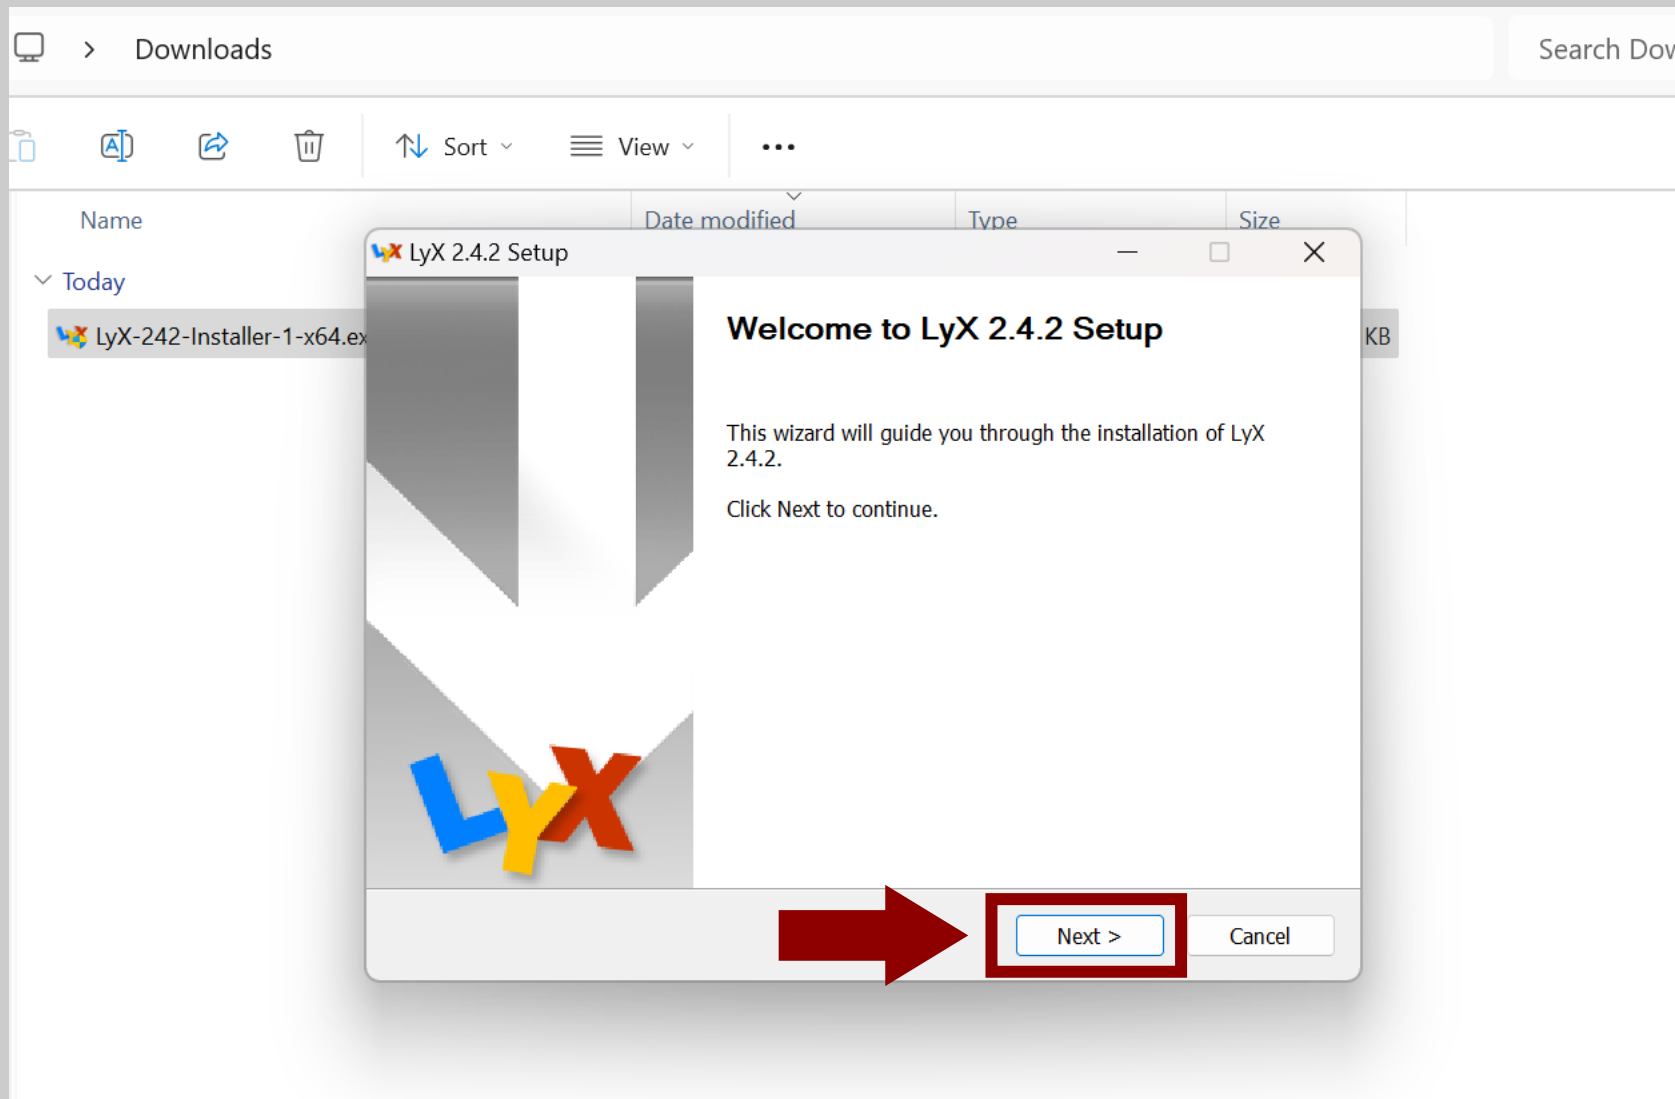 Downloads
Search Dov
Sort
View
Name
Date modified
Type
Size
LyX 2.4.2 Setup
Today
LyX-242-Installer-1-x64.ex
KB
Welcome to LyX 2.4.2 Setup
This wizard will guide you through the installation of LyX
2.4.2.
Click Next to continue.
LyX
Next >
Cancel